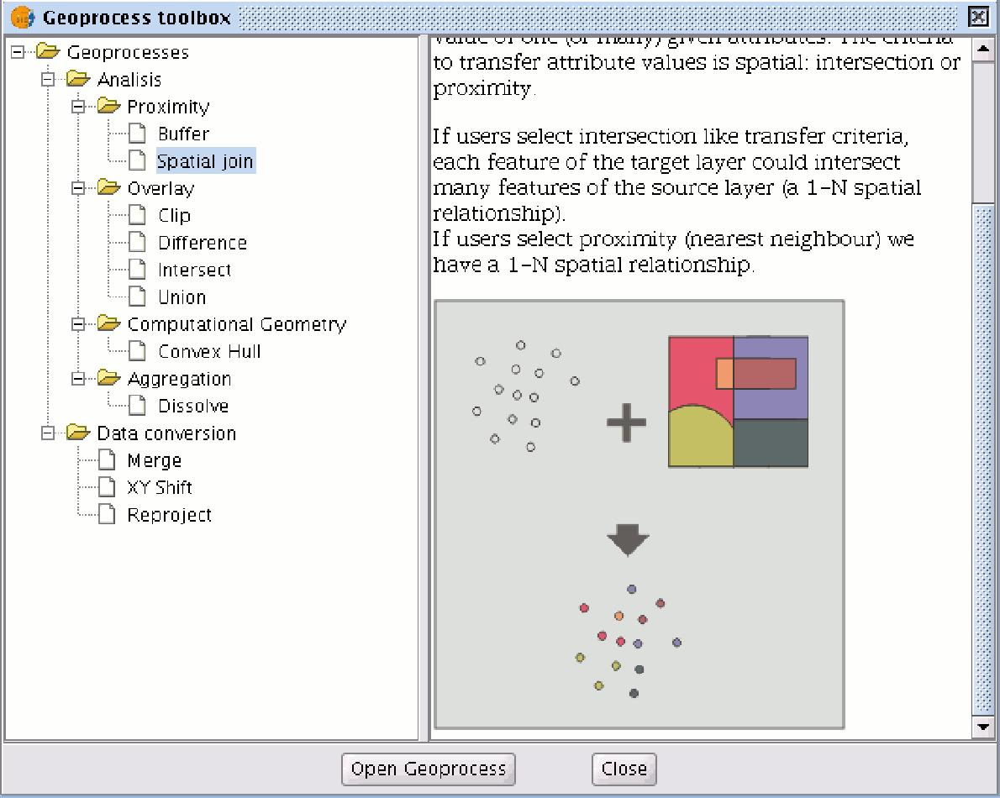 Geoprocess toolbox
Geoprocesses
Analisis
Proximity
Buffer
Spatial join
Overlay
Clip
Difference
Intersect
Union
Computational Geometry
Convex Hull
Aggregation
Dissolve
Data conversion
Merge
XY Shift
Reproject
value of one (or many) given attributes. The criteria
to transfer attribute values is spatial: intersection or
proximity.
If users select intersection like transfer criteria,
each feature of the target layer could intersect
many features of the source layer (a 1-N spatial
relationship).
If users select proximity (nearest neighbour) we
have a 1-N spatial relationship.
Open Geoprocess
Close